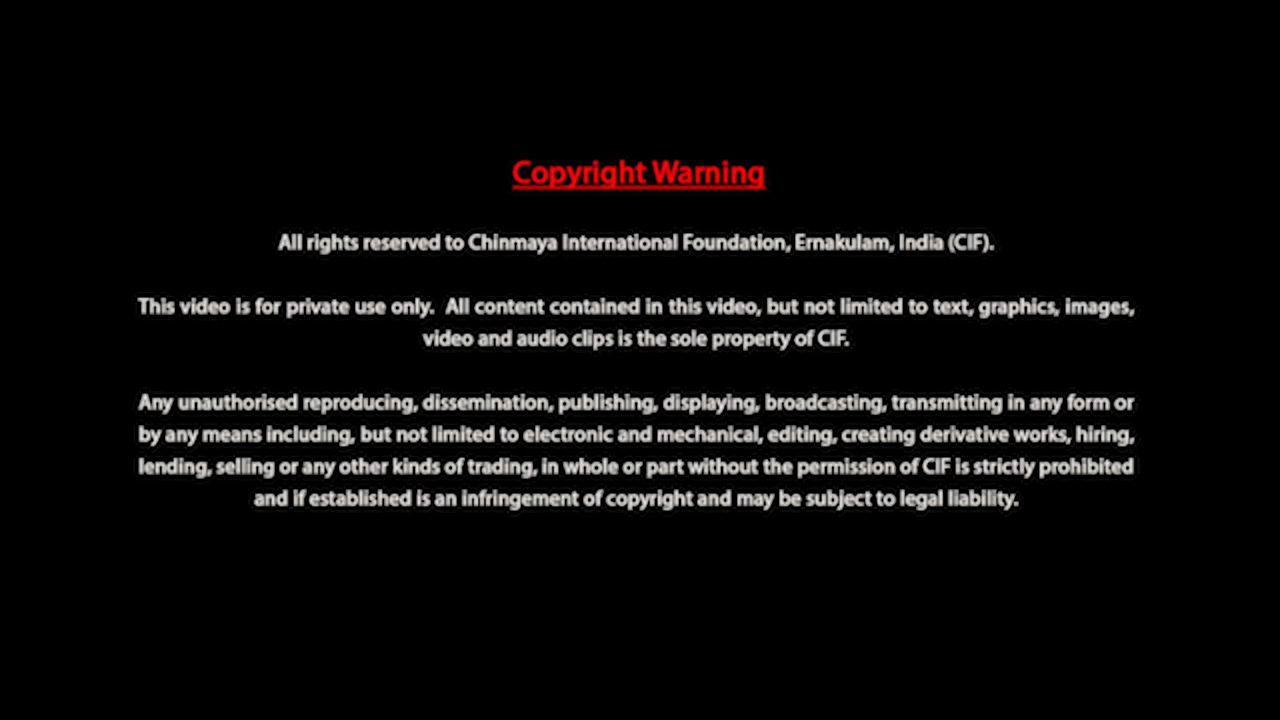 Copyright Warning
All rights reserved to Chinmaya International Foundation, Ernakulam, India (CIF).
This video is for private use only.  All content contained in this video, but not limited to text, graphics, images,
video and audio clips is the sole property of CIF.
Any unauthorised reproducing, dissemination, publishing, displaying, broadcasting, transmitting in any form or
by any means including, but not limited to electronic and mechanical, editing, creating derivative works, hiring,
lending, selling or any other kinds of trading, in whole or part without the permission of CIF is strictly prohibited
and if established is an infringement of copyright and may be subject to legal liability.